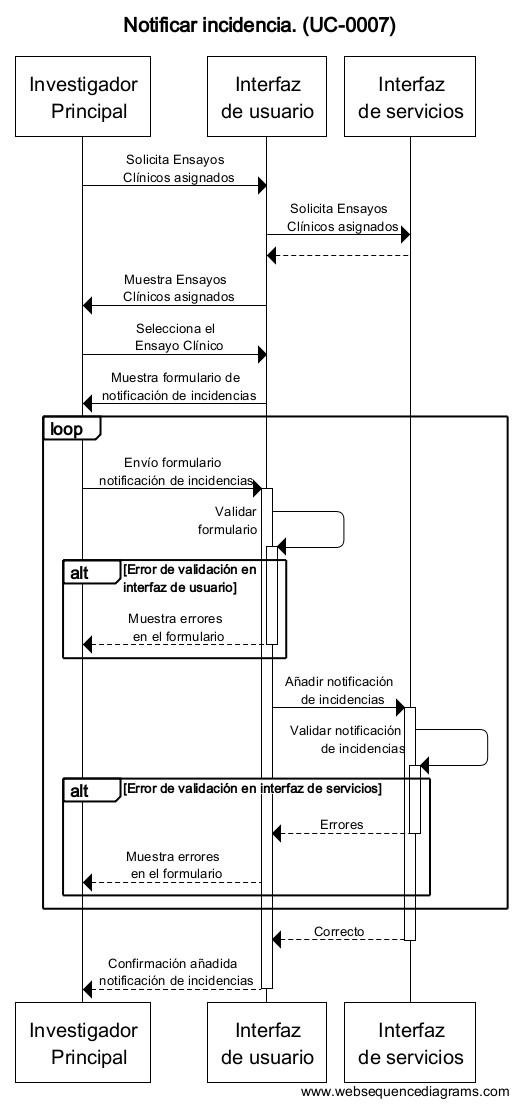 Notificar incidencia. (UC-0007)
Investigador
Principal
Interfaz
de usuario
Interfaz
de servicios
Solicita Ensayos
Clínicos asignados
Solicita Ensayos
Clínicos asignados
Muestra Ensayos
Clínicos asignados
Selecciona el
Ensayo Clínico
Muestra formulario de
notificación de incidencias
loop
Envío formulario
notificación de incidencias
Validar
formulario
alt
[Error de validación en
interfaz de usuario]
Muestra errores
en el formulario
Añadir notificación
de incidencias
Validar notificación
de incidencias
alt
[Error de validación en interfaz de servicios]
Errores
Muestra errores
en el formulario
Correcto
Confirmación añadida
notificación de incidencias
Investigador
Principal
Interfaz
de usuario
Interfaz
de servicios
www.websequencediagrams.com